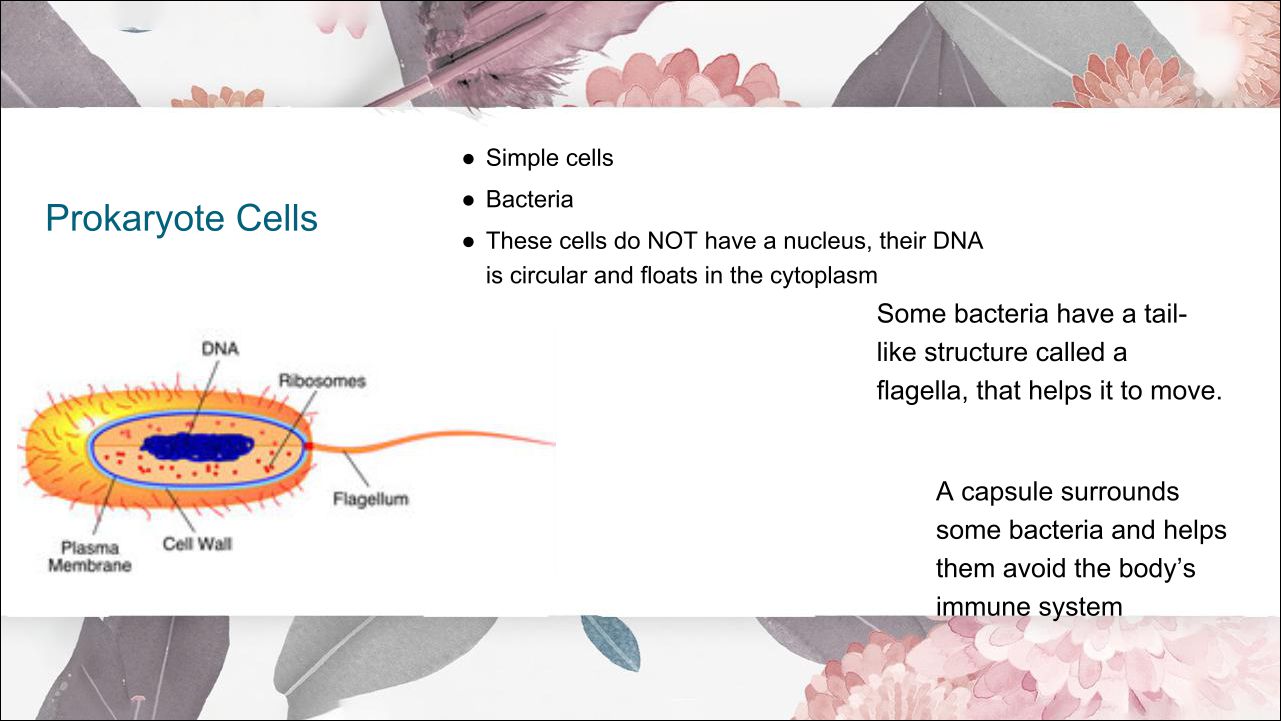 Prokaryote Cells
● Simple cells
● Bacteria
● These cells do NOT have a nucleus, their DNA
is circular and floats in the cytoplasm
Some bacteria have a tail-
like structure called a
flagella, that helps it to move.
DNA
Ribosomes
Flagellum
Cell Wall
Plasma
Membrane
A capsule surrounds
some bacteria and helps
them avoid the body’s
immune system